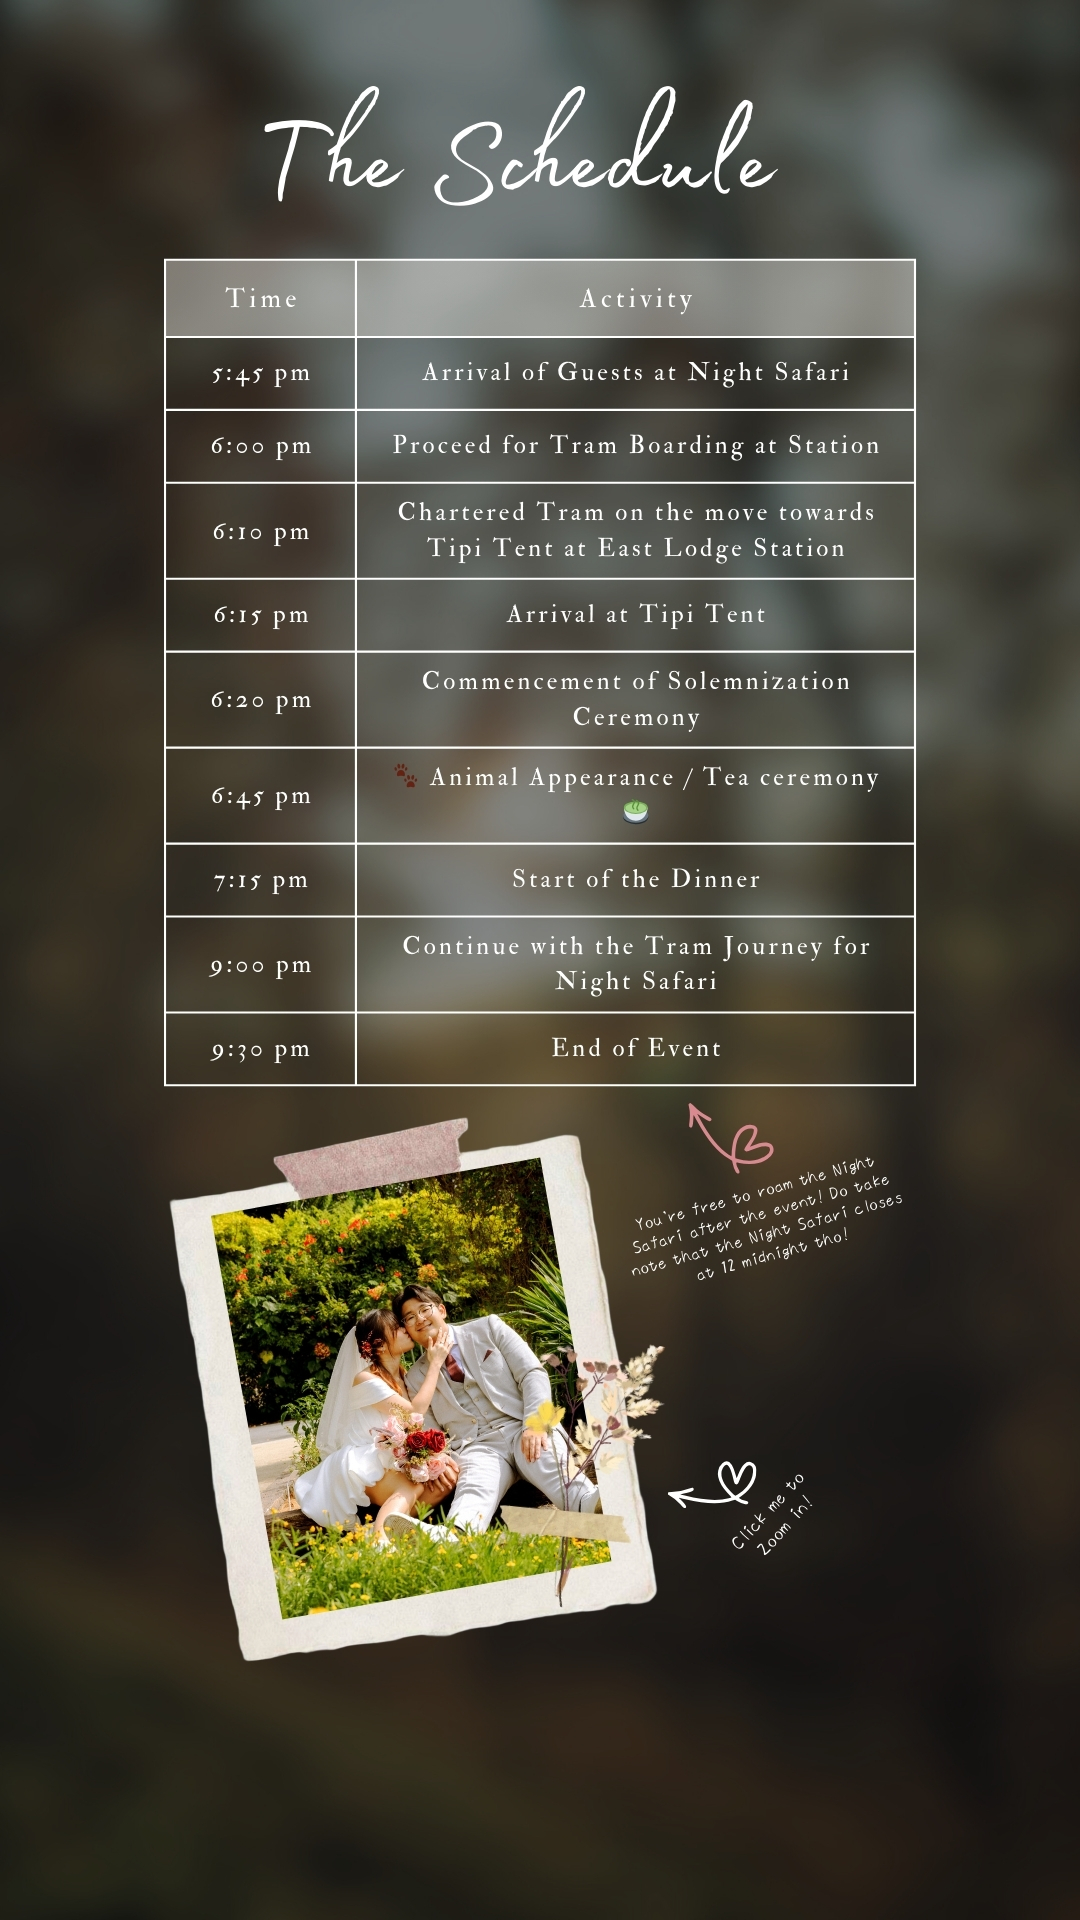 The Schedule
Time Activity
5:45 pm Arrival of Guests at Night Safari
6:00 pm Proceed for Tram Boarding at Station
6:10 pm Chartered Tram on the move towards
Tipi Tent at East Lodge Station
6:15 pm Arrival at Tipi Tent
6:20 pm Commencement of Solemnization
Ceremony
6:45 pm 🐾 Animal Appearance / Tea ceremony
🍵
7:15 pm Start of the Dinner
9:00 pm Continue with the Tram Journey for
Night Safari
9:30 pm End of Event
You're free to roam the Night
Safari after the event! Do take
note that the Night Safari closes
at 12 midnight tho!
Click me to
Zoom in!